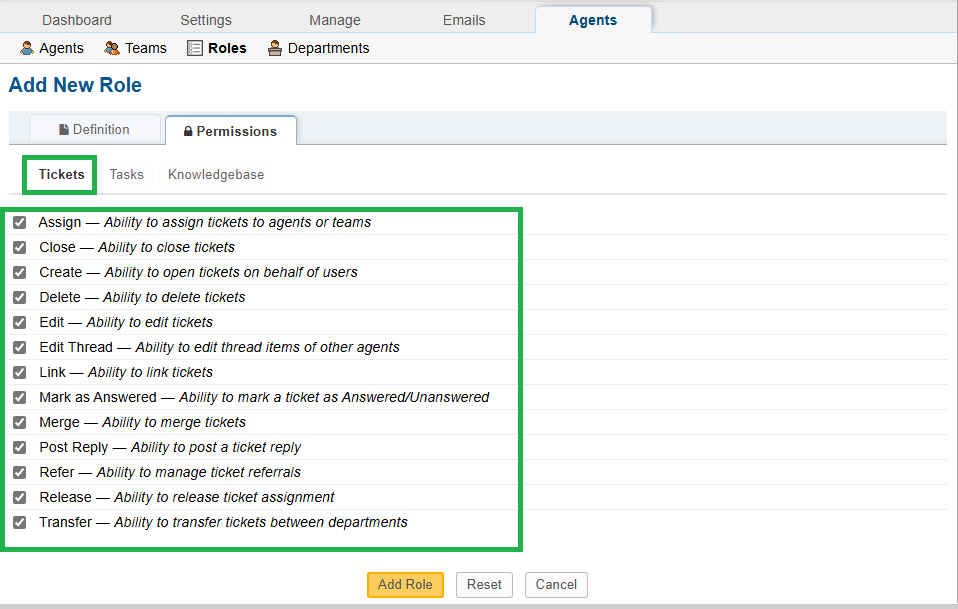 Dashboard Settings Manage Emails Agents
Agents Teams Roles Departments
Add New Role
Definition Permissions
Tickets Tasks Knowledgebase
Assign — Ability to assign tickets to agents or teams
Close — Ability to close tickets
Create — Ability to open tickets on behalf of users
Delete — Ability to delete tickets
Edit — Ability to edit tickets
Edit Thread — Ability to edit thread items of other agents
Link — Ability to link tickets
Mark as Answered — Ability to mark a ticket as Answered/Unanswered
Merge — Ability to merge tickets
Post Reply — Ability to post a ticket reply
Refer — Ability to manage ticket referrals
Release — Ability to release ticket assignment
Transfer — Ability to transfer tickets between departments
Add Role Reset Cancel